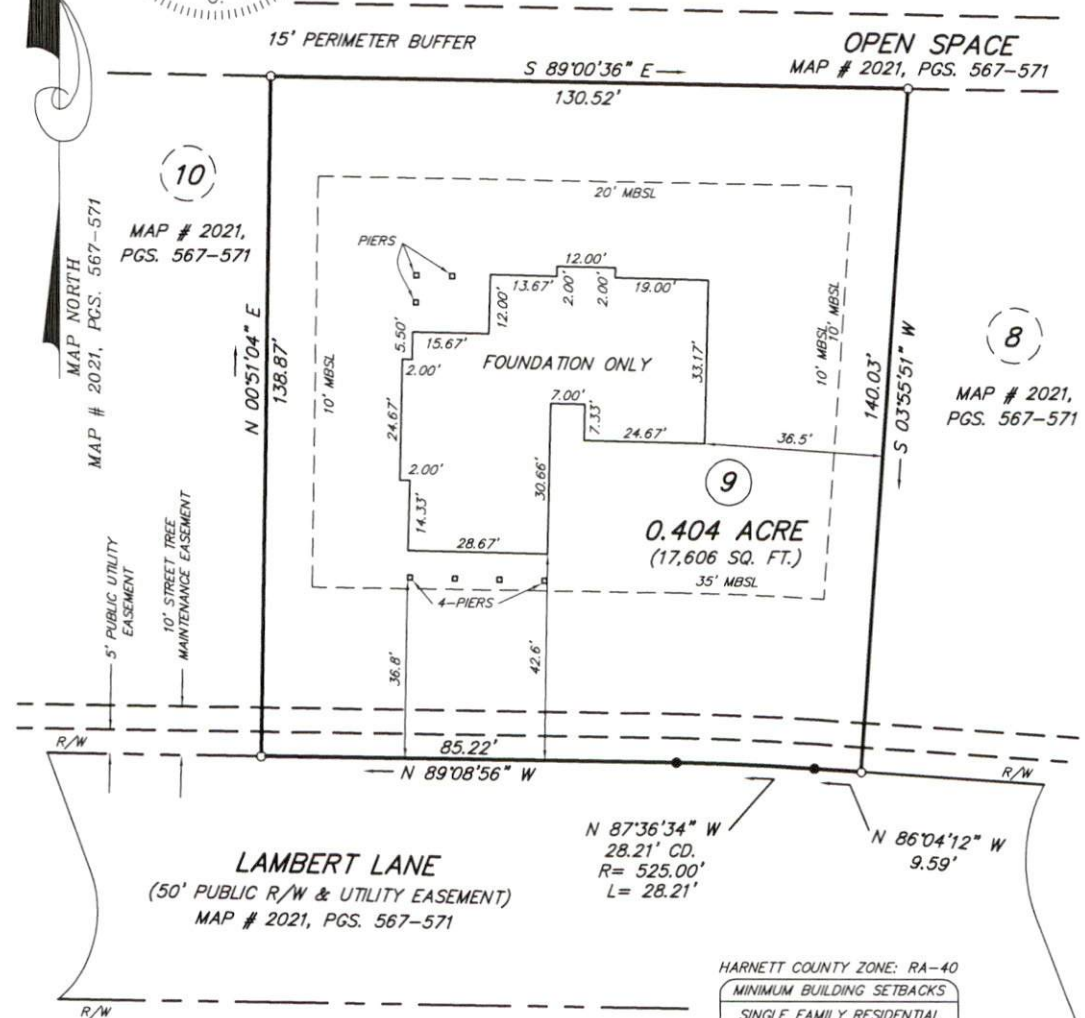 15' PERIMETER BUFFER
OPEN SPACE
MAP # 2021, PGS. 567-571
S 89°00'36" E
130.52'
10
MAP # 2021,
PGS. 567-571
MAP NORTH
MAP # 2021, PGS. 567-571
20' MBSL
PIERS
12.00'
13.67'
2.00'
2.00'
19.00'
12.00'
5.50'
15.67'
2.00'
FOUNDATION ONLY
33.17'
10' MBSL
10' MBSL
10' MBSL
N 00°51'04" E
138.87'
140.03'
S 03°55'51" W
8
MAP # 2021,
PGS. 567-571
24.67'
7.00'
7.33'
24.67'
36.5'
2.00'
14.33'
30.66'
9
0.404 ACRE
(17,606 SQ. FT.)
28.67'
35' MBSL
4-PIERS
5' PUBLIC UTILITY
EASEMENT
10' STREET TREE
MAINTENANCE EASEMENT
36.8'
42.6'
R/W
85.22'
N 89°08'56" W
R/W
N 87°36'34" W
28.21' CD.
R= 525.00'
L= 28.21'
N 86°04'12" W
9.59'
LAMBERT LANE
(50' PUBLIC R/W & UTILITY EASEMENT)
MAP # 2021, PGS. 567-571
R/W
HARNETT COUNTY ZONE: RA-40
MINIMUM BUILDING SETBACKS
SINGLE FAMILY RESIDENTIAL